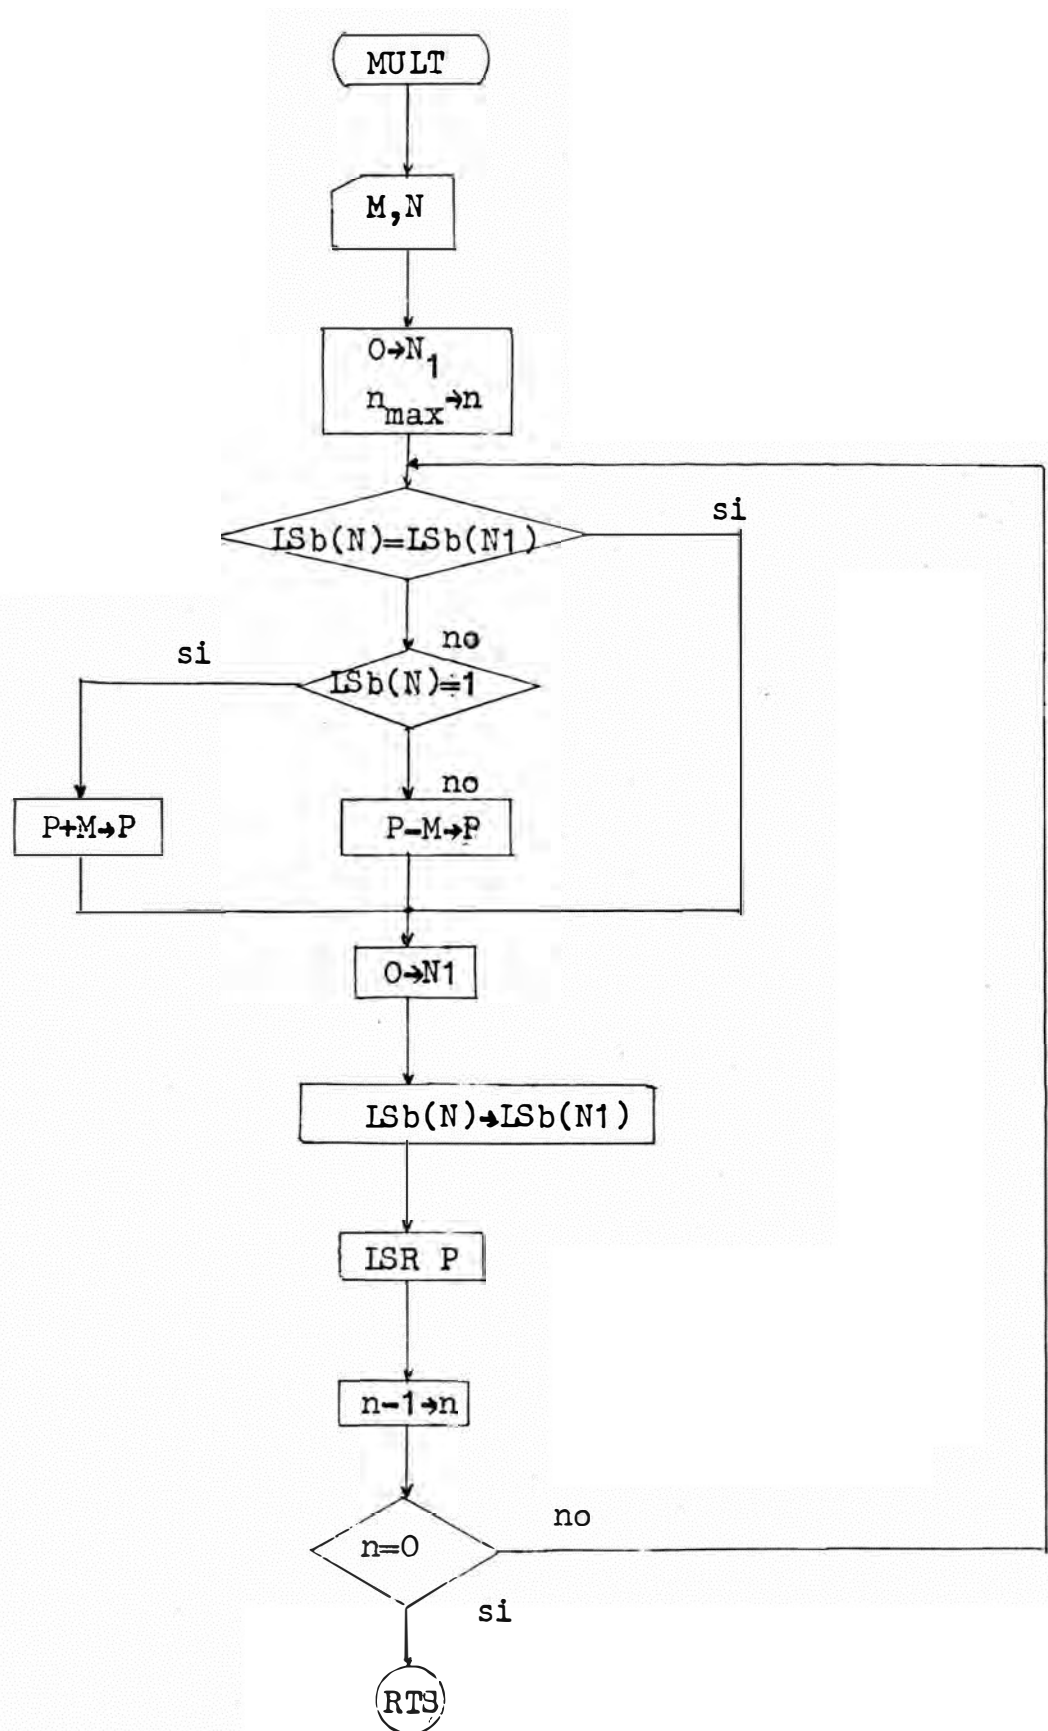 MULT
M,N
O→N1
nmax→n
LSb(N)=LSb(N1)
si
no
si
LSb(N)=1
no
P+M→P
P-M→P
O→N1
LSb(N)→LSb(N1)
LSR P
n-1→n
n=O
no
si
RTS